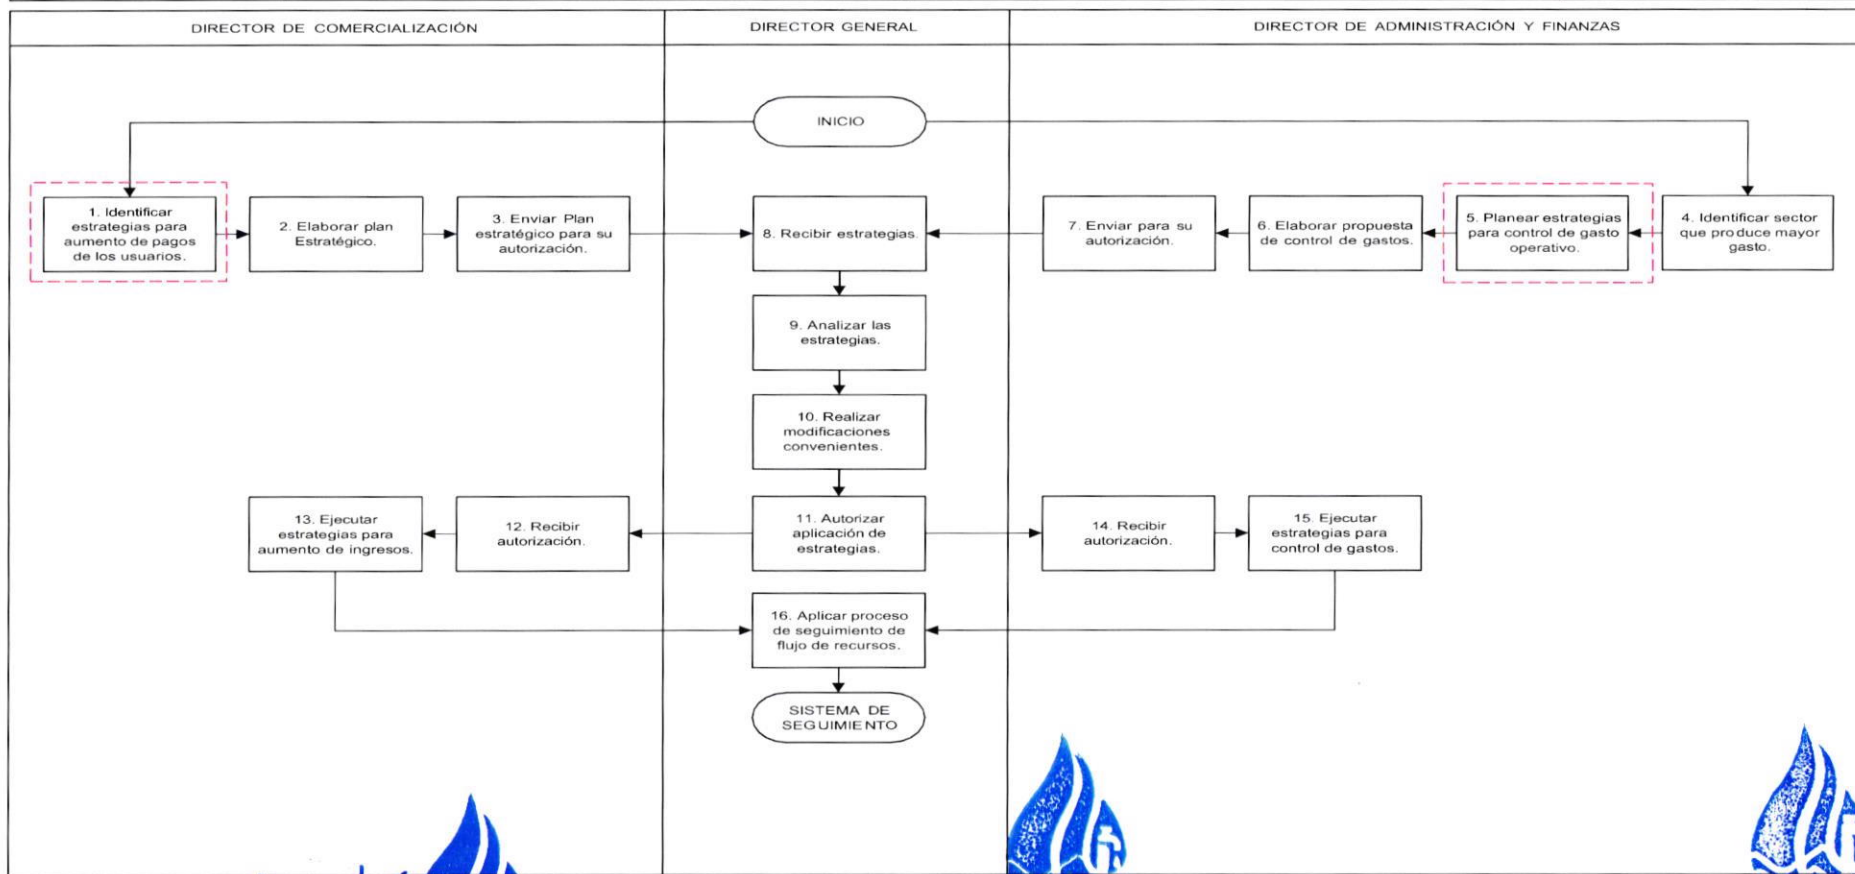 DIRECTOR DE COMERCIALIZACIÓN
DIRECTOR GENERAL
DIRECTOR DE ADMINISTRACIÓN Y FINANZAS
INICIO
1. Identificar
estrategias para
aumento de pagos
de los usuarios.
2. Elaborar plan
Estratégico.
3. Enviar Plan
estratégico para su
autorización.
8. Recibir estrategias.
7. Enviar para su
autorización.
6. Elaborar propuesta
de control de gastos.
5. Planear estrategias
para control de gasto
operativo.
4. Identificar sector
que produce mayor
gasto.
9. Analizar las
estrategias.
10. Realizar
modificaciones
convenientes.
13. Ejecutar
estrategias para
aumento de ingresos.
12. Recibir
autorización.
11. Autorizar
aplicación de
estrategias.
14. Recibir
autorización.
15. Ejecutar
estrategias para
control de gastos.
16. Aplicar proceso
de seguimiento de
flujo de recursos.
SISTEMA DE
SEGUIMIENTO